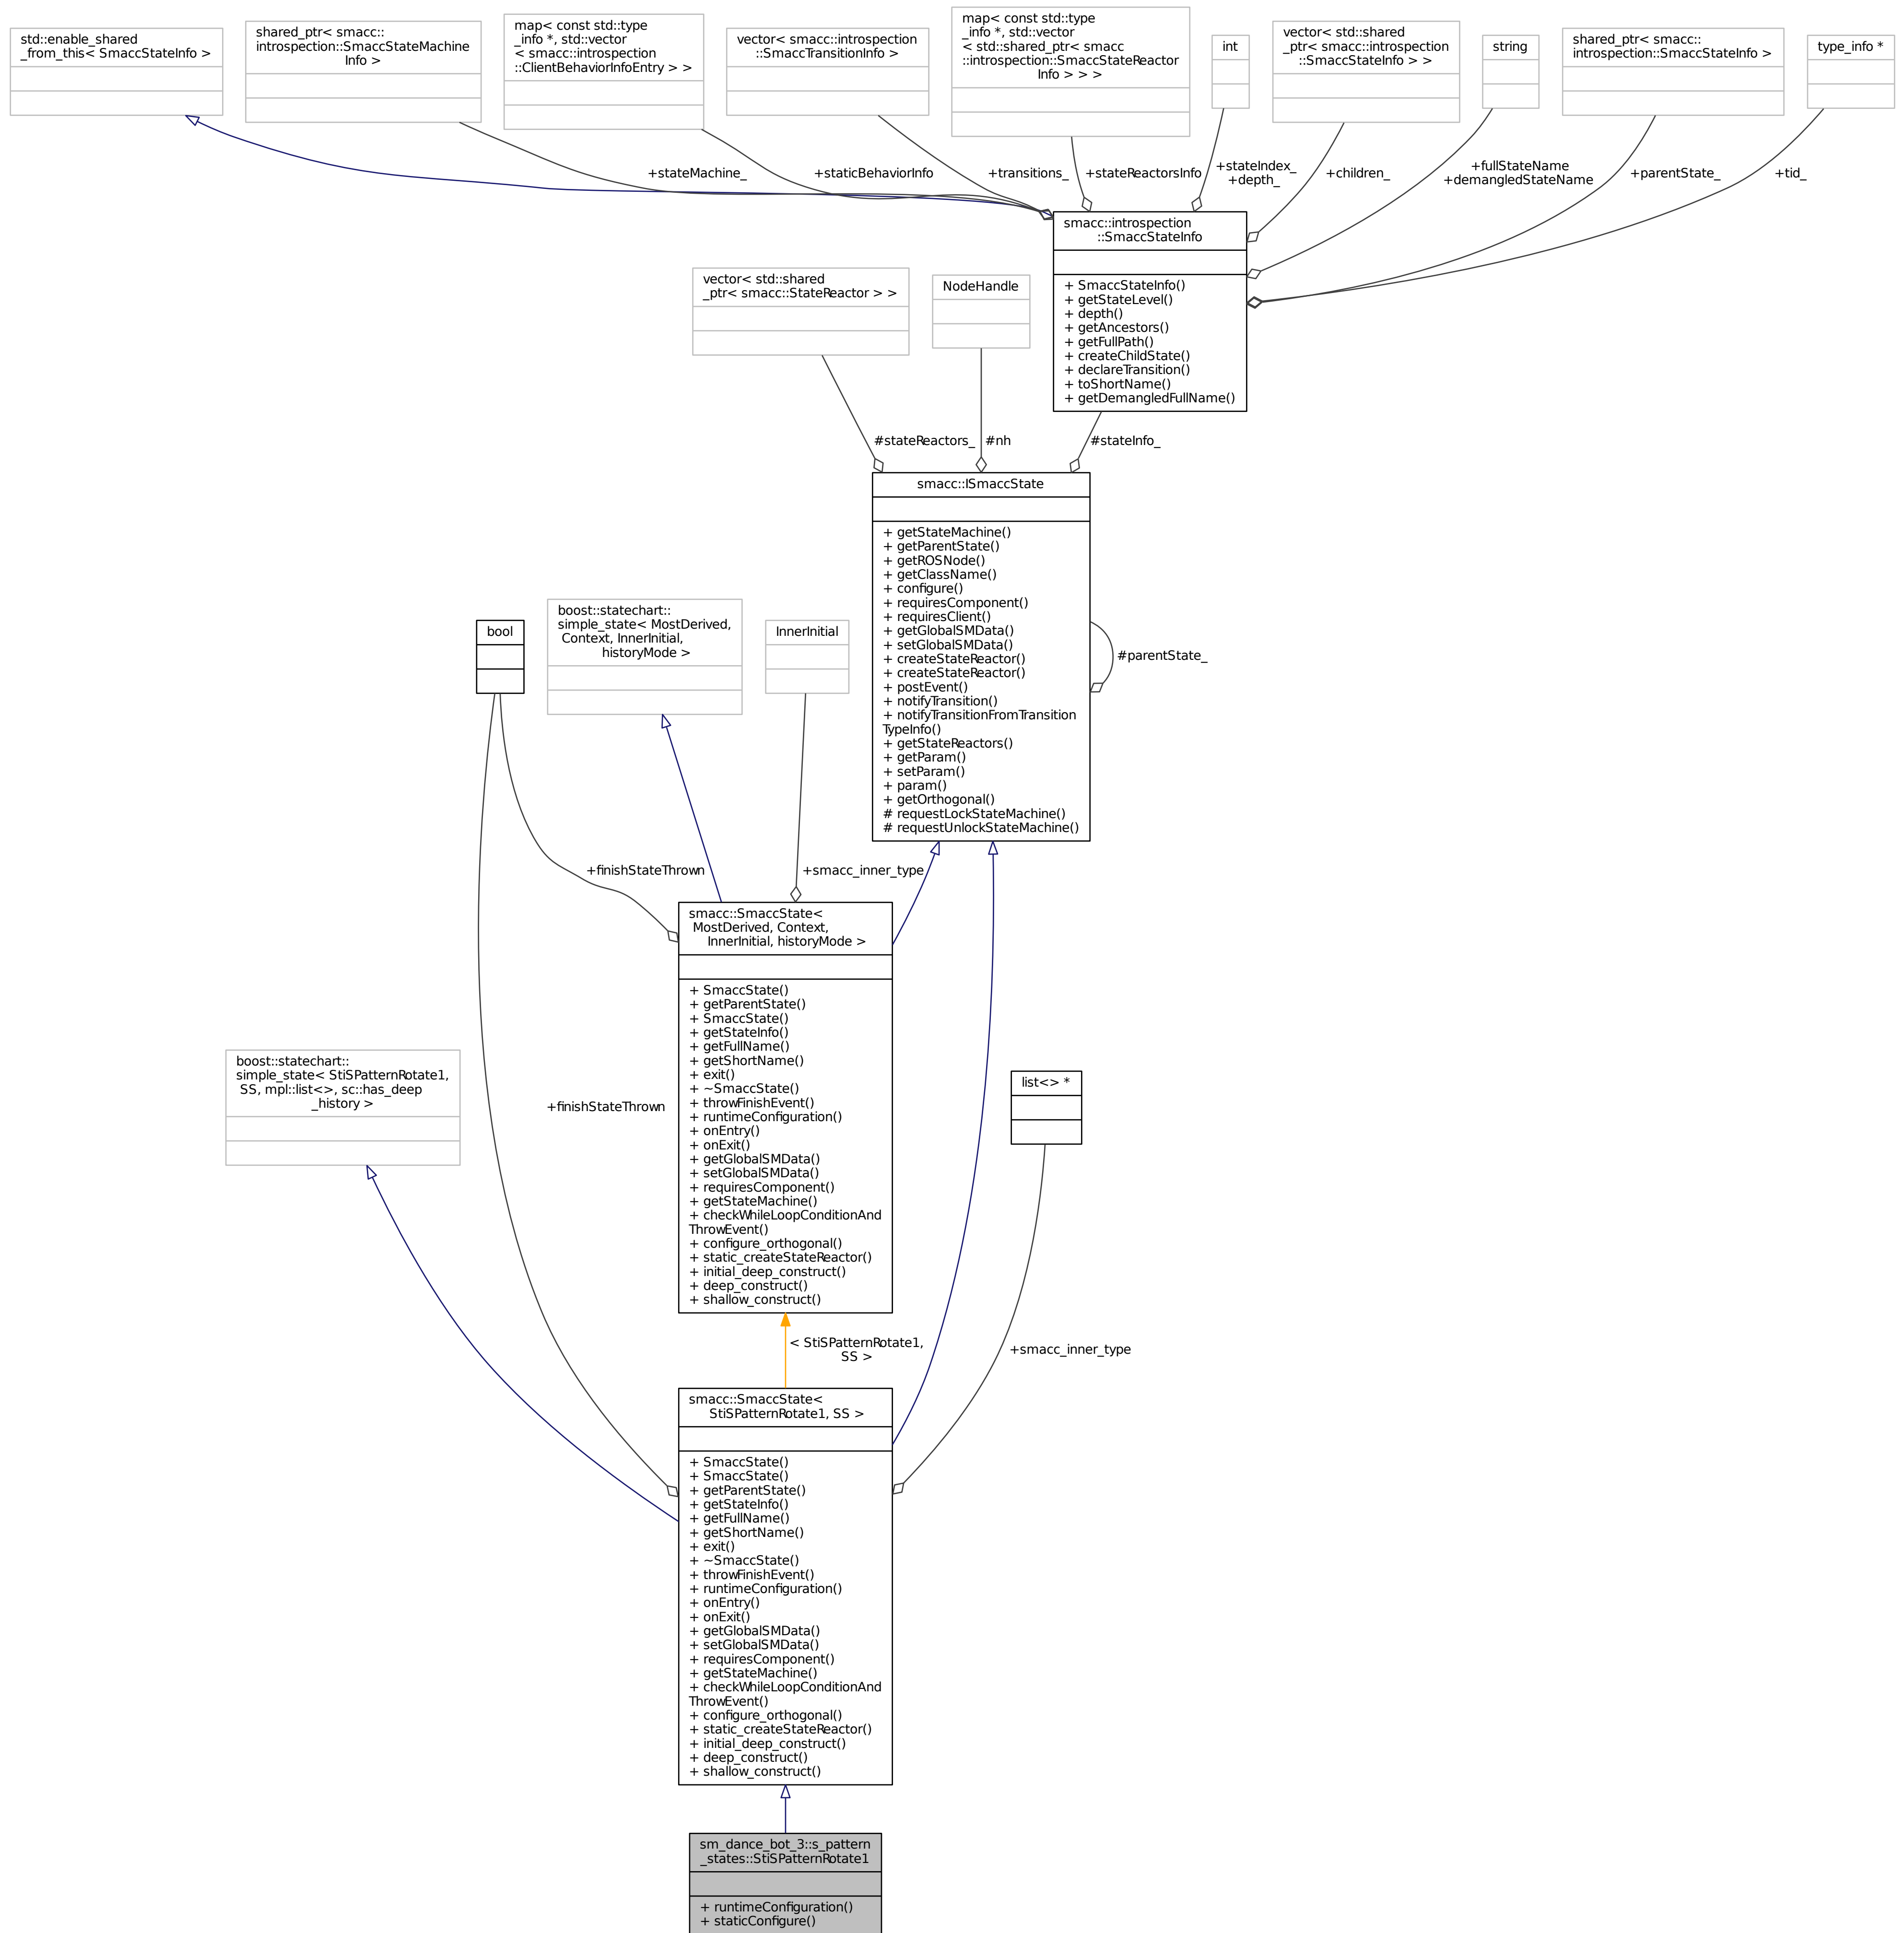 std::enable_shared
_from_this< SmaccStateInfo >
shared_ptr< smacc::
introspection::SmaccStateMachine
Info >
map< const std::type
_info *, std::vector
< smacc::introspection
::ClientBehaviorInfoEntry > >
vector< smacc::introspection
::SmaccTransitionInfo >
map< const std::type
_info *, std::vector
< std::shared_ptr< smacc
::introspection::SmaccStateReactor
Info > > >
int
vector< std::shared
_ptr< smacc::introspection
::SmaccStateInfo > >
string
shared_ptr< smacc::
introspection::SmaccStateInfo >
type_info *
+stateMachine_
+staticBehaviorInfo
+transitions_
+stateReactorsInfo
+stateIndex_
+depth_
+children_
+fullStateName
+demangledStateName
+parentState_
+tid_
smacc::introspection
::SmaccStateInfo
+ SmaccStateInfo()
+ getStateLevel()
+ depth()
+ getAncestors()
+ getFullPath()
+ createChildState()
+ declareTransition()
+ toShortName()
+ getDemangledFullName()
vector< std::shared
_ptr< smacc::StateReactor > >
NodeHandle
#stateReactors_
#nh
#stateInfo_
smacc::ISmaccState
+ getStateMachine()
+ getParentState()
+ getROSNode()
+ getClassName()
+ configure()
+ requiresComponent()
+ requiresClient()
+ getGlobalSMData()
+ setGlobalSMData()
+ createStateReactor()
+ createStateReactor()
+ postEvent()
+ notifyTransition()
+ notifyTransitionFromTransition
TypeInfo()
+ getStateReactors()
+ getParam()
+ setParam()
+ param()
+ getOrthogonal()
# requestLockStateMachine()
# requestUnlockStateMachine()
#parentState_
bool
boost::statechart::
simple_state< MostDerived,
Context, InnerInitial,
historyMode >
InnerInitial
+finishStateThrown
+smacc_inner_type
smacc::SmaccState<
MostDerived, Context,
InnerInitial, historyMode >
+ SmaccState()
+ getParentState()
+ SmaccState()
+ getStateInfo()
+ getFullName()
+ getShortName()
+ exit()
+ ~SmaccState()
+ throwFinishEvent()
+ runtimeConfiguration()
+ onEntry()
+ onExit()
+ getGlobalSMData()
+ setGlobalSMData()
+ requiresComponent()
+ getStateMachine()
+ checkWhileLoopConditionAnd
ThrowEvent()
+ configure_orthogonal()
+ static_createStateReactor()
+ initial_deep_construct()
+ deep_construct()
+ shallow_construct()
boost::statechart::
simple_state< StiSPatternRotate1,
SS, mpl::list<>, sc::has_deep
_history >
+finishStateThrown
list<> *
< StiSPatternRotate1,
SS >
+smacc_inner_type
smacc::SmaccState<
StiSPatternRotate1, SS >
+ SmaccState()
+ SmaccState()
+ getParentState()
+ getStateInfo()
+ getFullName()
+ getShortName()
+ exit()
+ ~SmaccState()
+ throwFinishEvent()
+ runtimeConfiguration()
+ onEntry()
+ onExit()
+ getGlobalSMData()
+ setGlobalSMData()
+ requiresComponent()
+ getStateMachine()
+ checkWhileLoopConditionAnd
ThrowEvent()
+ configure_orthogonal()
+ static_createStateReactor()
+ initial_deep_construct()
+ deep_construct()
+ shallow_construct()
sm_dance_bot_3::s_pattern
_states::StiSPatternRotate1
+ runtimeConfiguration()
+ staticConfigure()